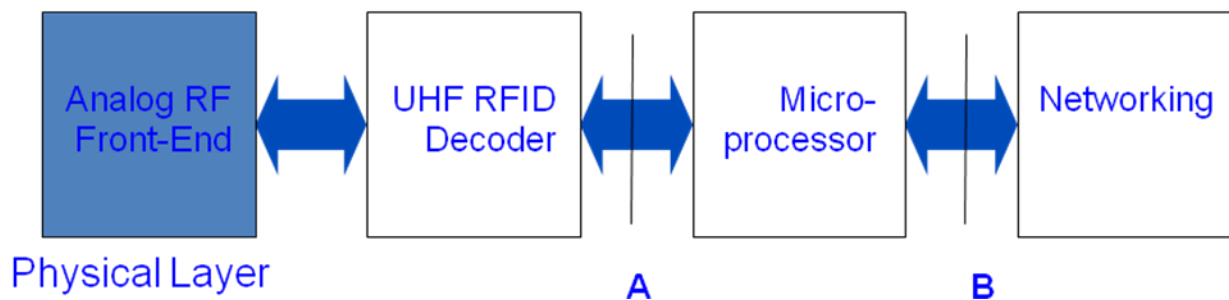 Analog RF
Front-End
UHF RFID
Decoder
Micro-
processor
Networking
Physical Layer
A
B